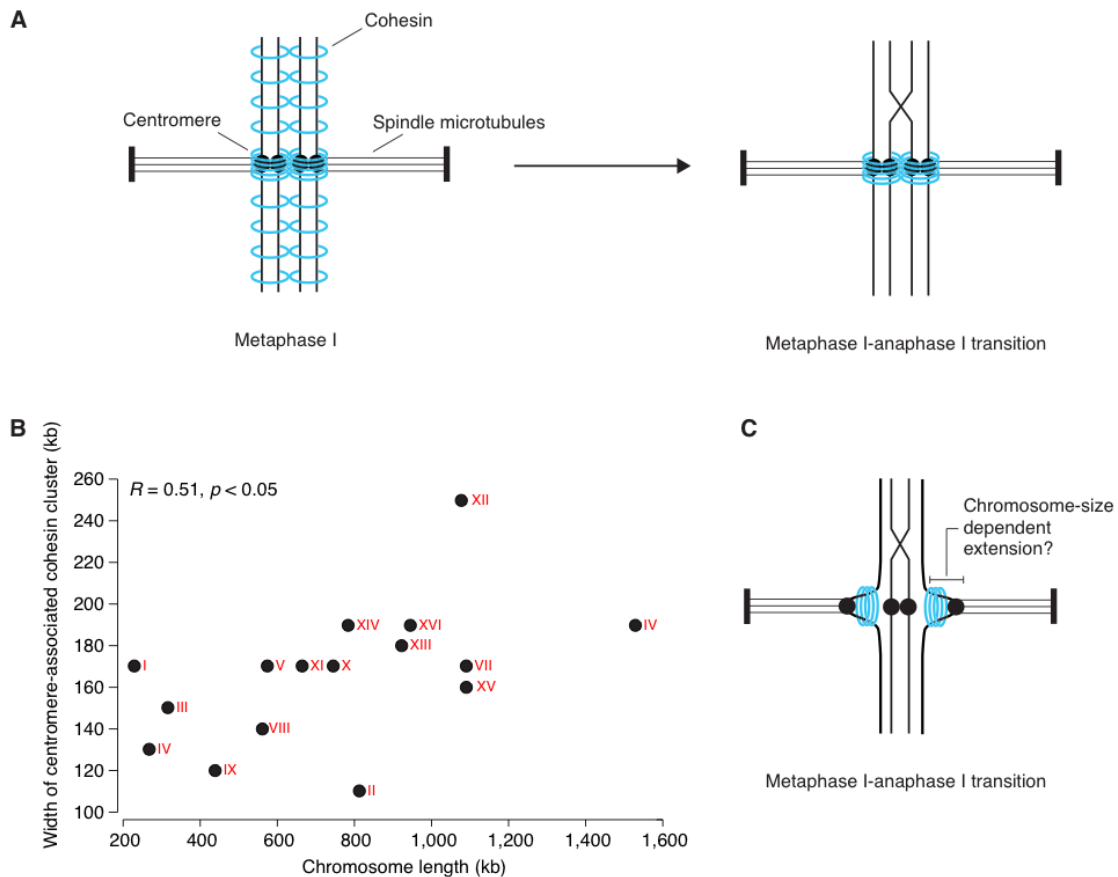 A
Cohesin
Centromere
Spindle microtubules
Metaphase I
Metaphase I-anaphase I transition
B
Width of centromere-associated cohesin cluster (kb)
R = 0.51, p < 0.05
260
240
220
200
180
160
140
120
100
XII
XIV
XVI
IV
XIII
I
V
XI
X
VII
XV
III
VIII
IV
IX
II
200
400
600
800
1,000
1,200
1,400
1,600
Chromosome length (kb)
C
Chromosome-size
dependent
extension?
Metaphase I-anaphase I transition